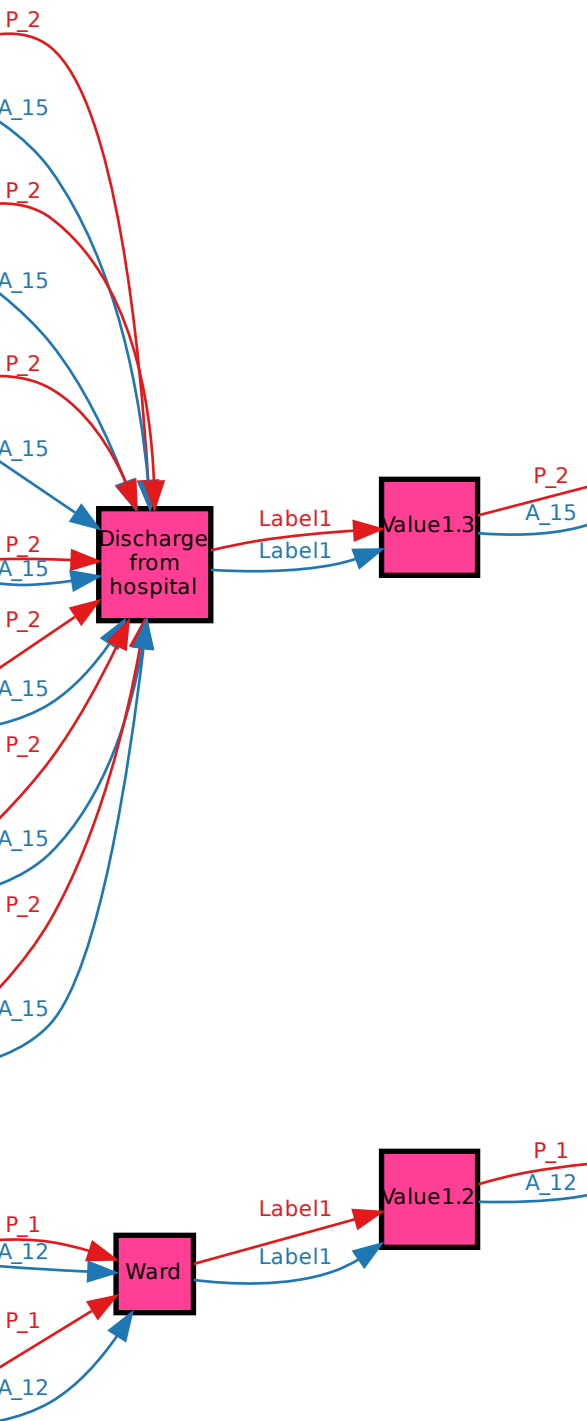 P_2
A_15
P_2
A_15
P_2
A_15
P_2
A_15
P_2
A_15
P_2
A_15
P_2
A_15
Discharge
from
hospital
Label1
Label1
Value1.3
P_2
A_15
P_1
A_12
P_1
A_12
Ward
Label1
Label1
Value1.2
P_1
A_12